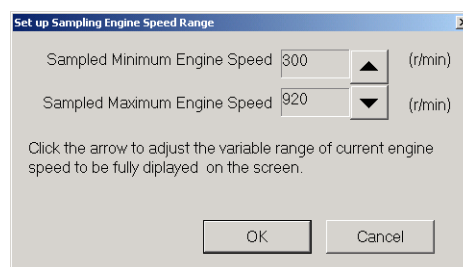 Set up Sampling Engine Speed Range
Sampled Minimum Engine Speed 300 (r/min)
Sampled Maximum Engine Speed 920 (r/min)
Click the arrow to adjust the variable range of current engine
speed to be fully diplayed on the screen.
OK Cancel